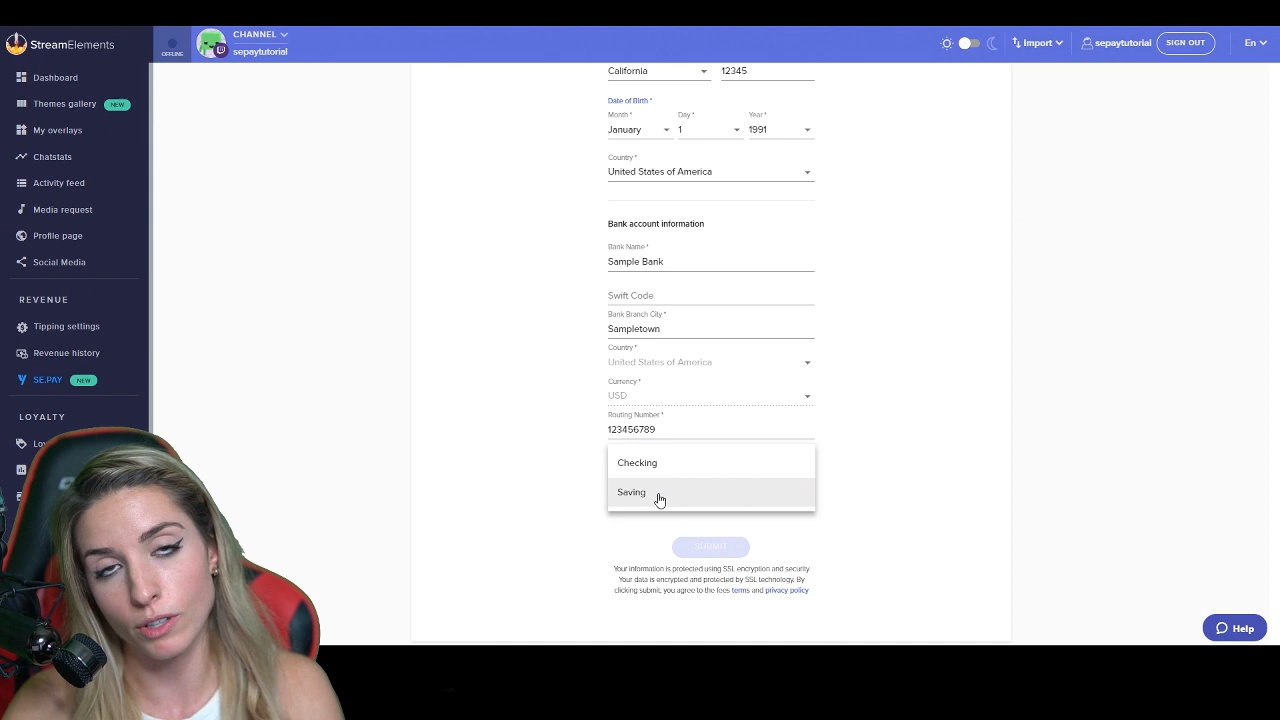 StreamElements
OFFLINE
CHANNEL
sepaytutorial
Import
sepaytutorial
SIGN OUT
En
Dashboard
Themes gallery NEW
My overlays
Chatstats
Activity feed
Media request
Profile page
Social Media
REVENUE
Tipping settings
Revenue history
SE.PAY NEW
LOYALTY
California 12345
Date of Birth *
Month * Day * Year *
January 1 1991
Country *
United States of America
Bank account information
Bank Name *
Sample Bank
Swift Code
Bank Branch City *
Sampletown
Country *
United States of America
Currency *
USD
Routing Number *
123456789
Checking
Saving
SUBMIT
Your information is protected using SSL encryption and security
Your data is encrypted and protected by SSL technology. By
clicking submit, you agree to the fees terms and privacy policy
Help